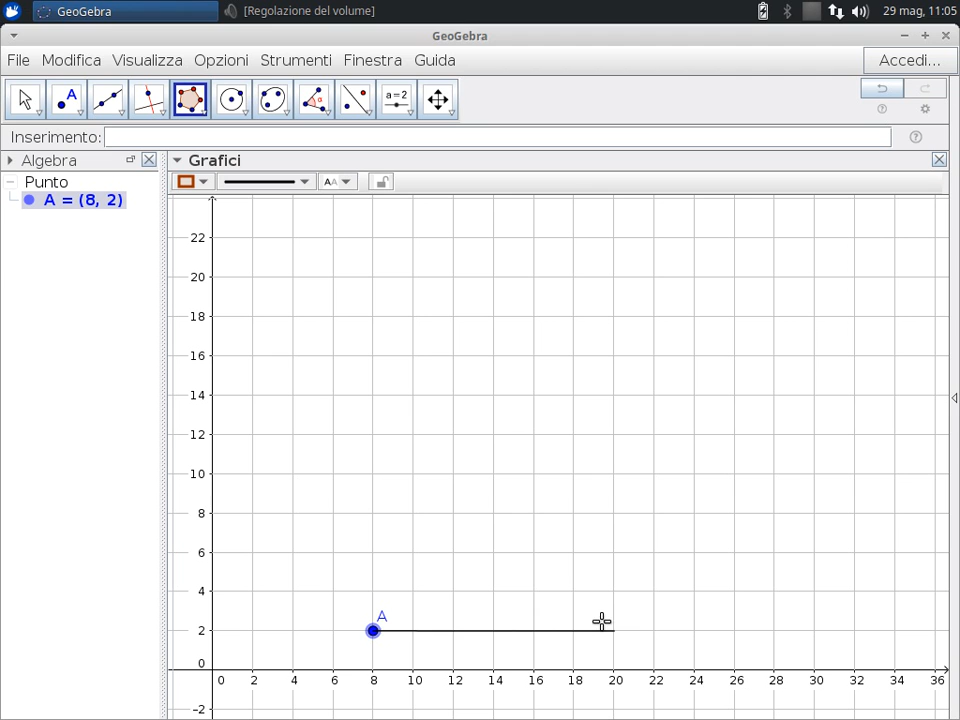 GeoGebra
[Regolazione del volume]
29 mag, 11:05
GeoGebra
File Modifica Visualizza Opzioni Strumenti Finestra Guida
Accedi...
A
α
a=2
Inserimento:
Algebra
Grafici
Punto
A = (8, 2)
AA
22
20
18
16
14
12
10
8
6
4
2
0
-2
A
0 2 4 6 8 10 12 14 16 18 20 22 24 26 28 30 32 34 36